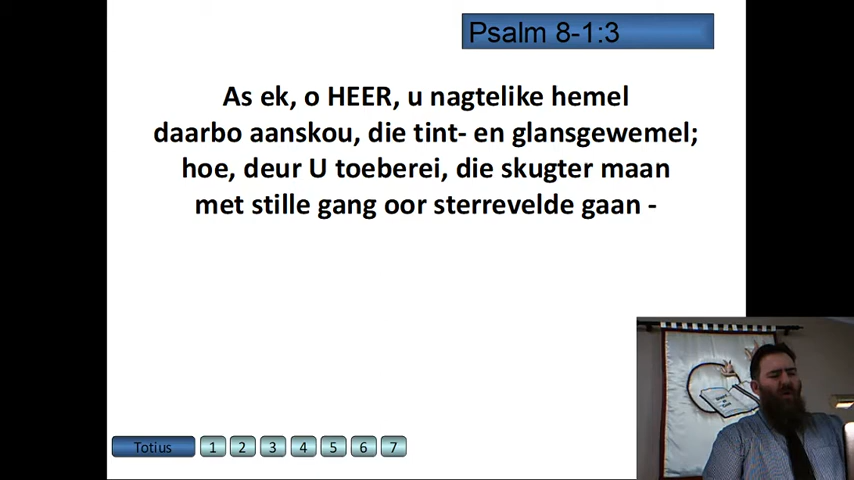 Psalm 8-1:3
As ek, o HEER, u nagtelike hemel
daarbo aanskou, die tint- en glansgewemel;
hoe, deur U toeberei, die skugter maan
met stille gang oor sterrevelde gaan -
Totius 1 2 3 4 5 6 7